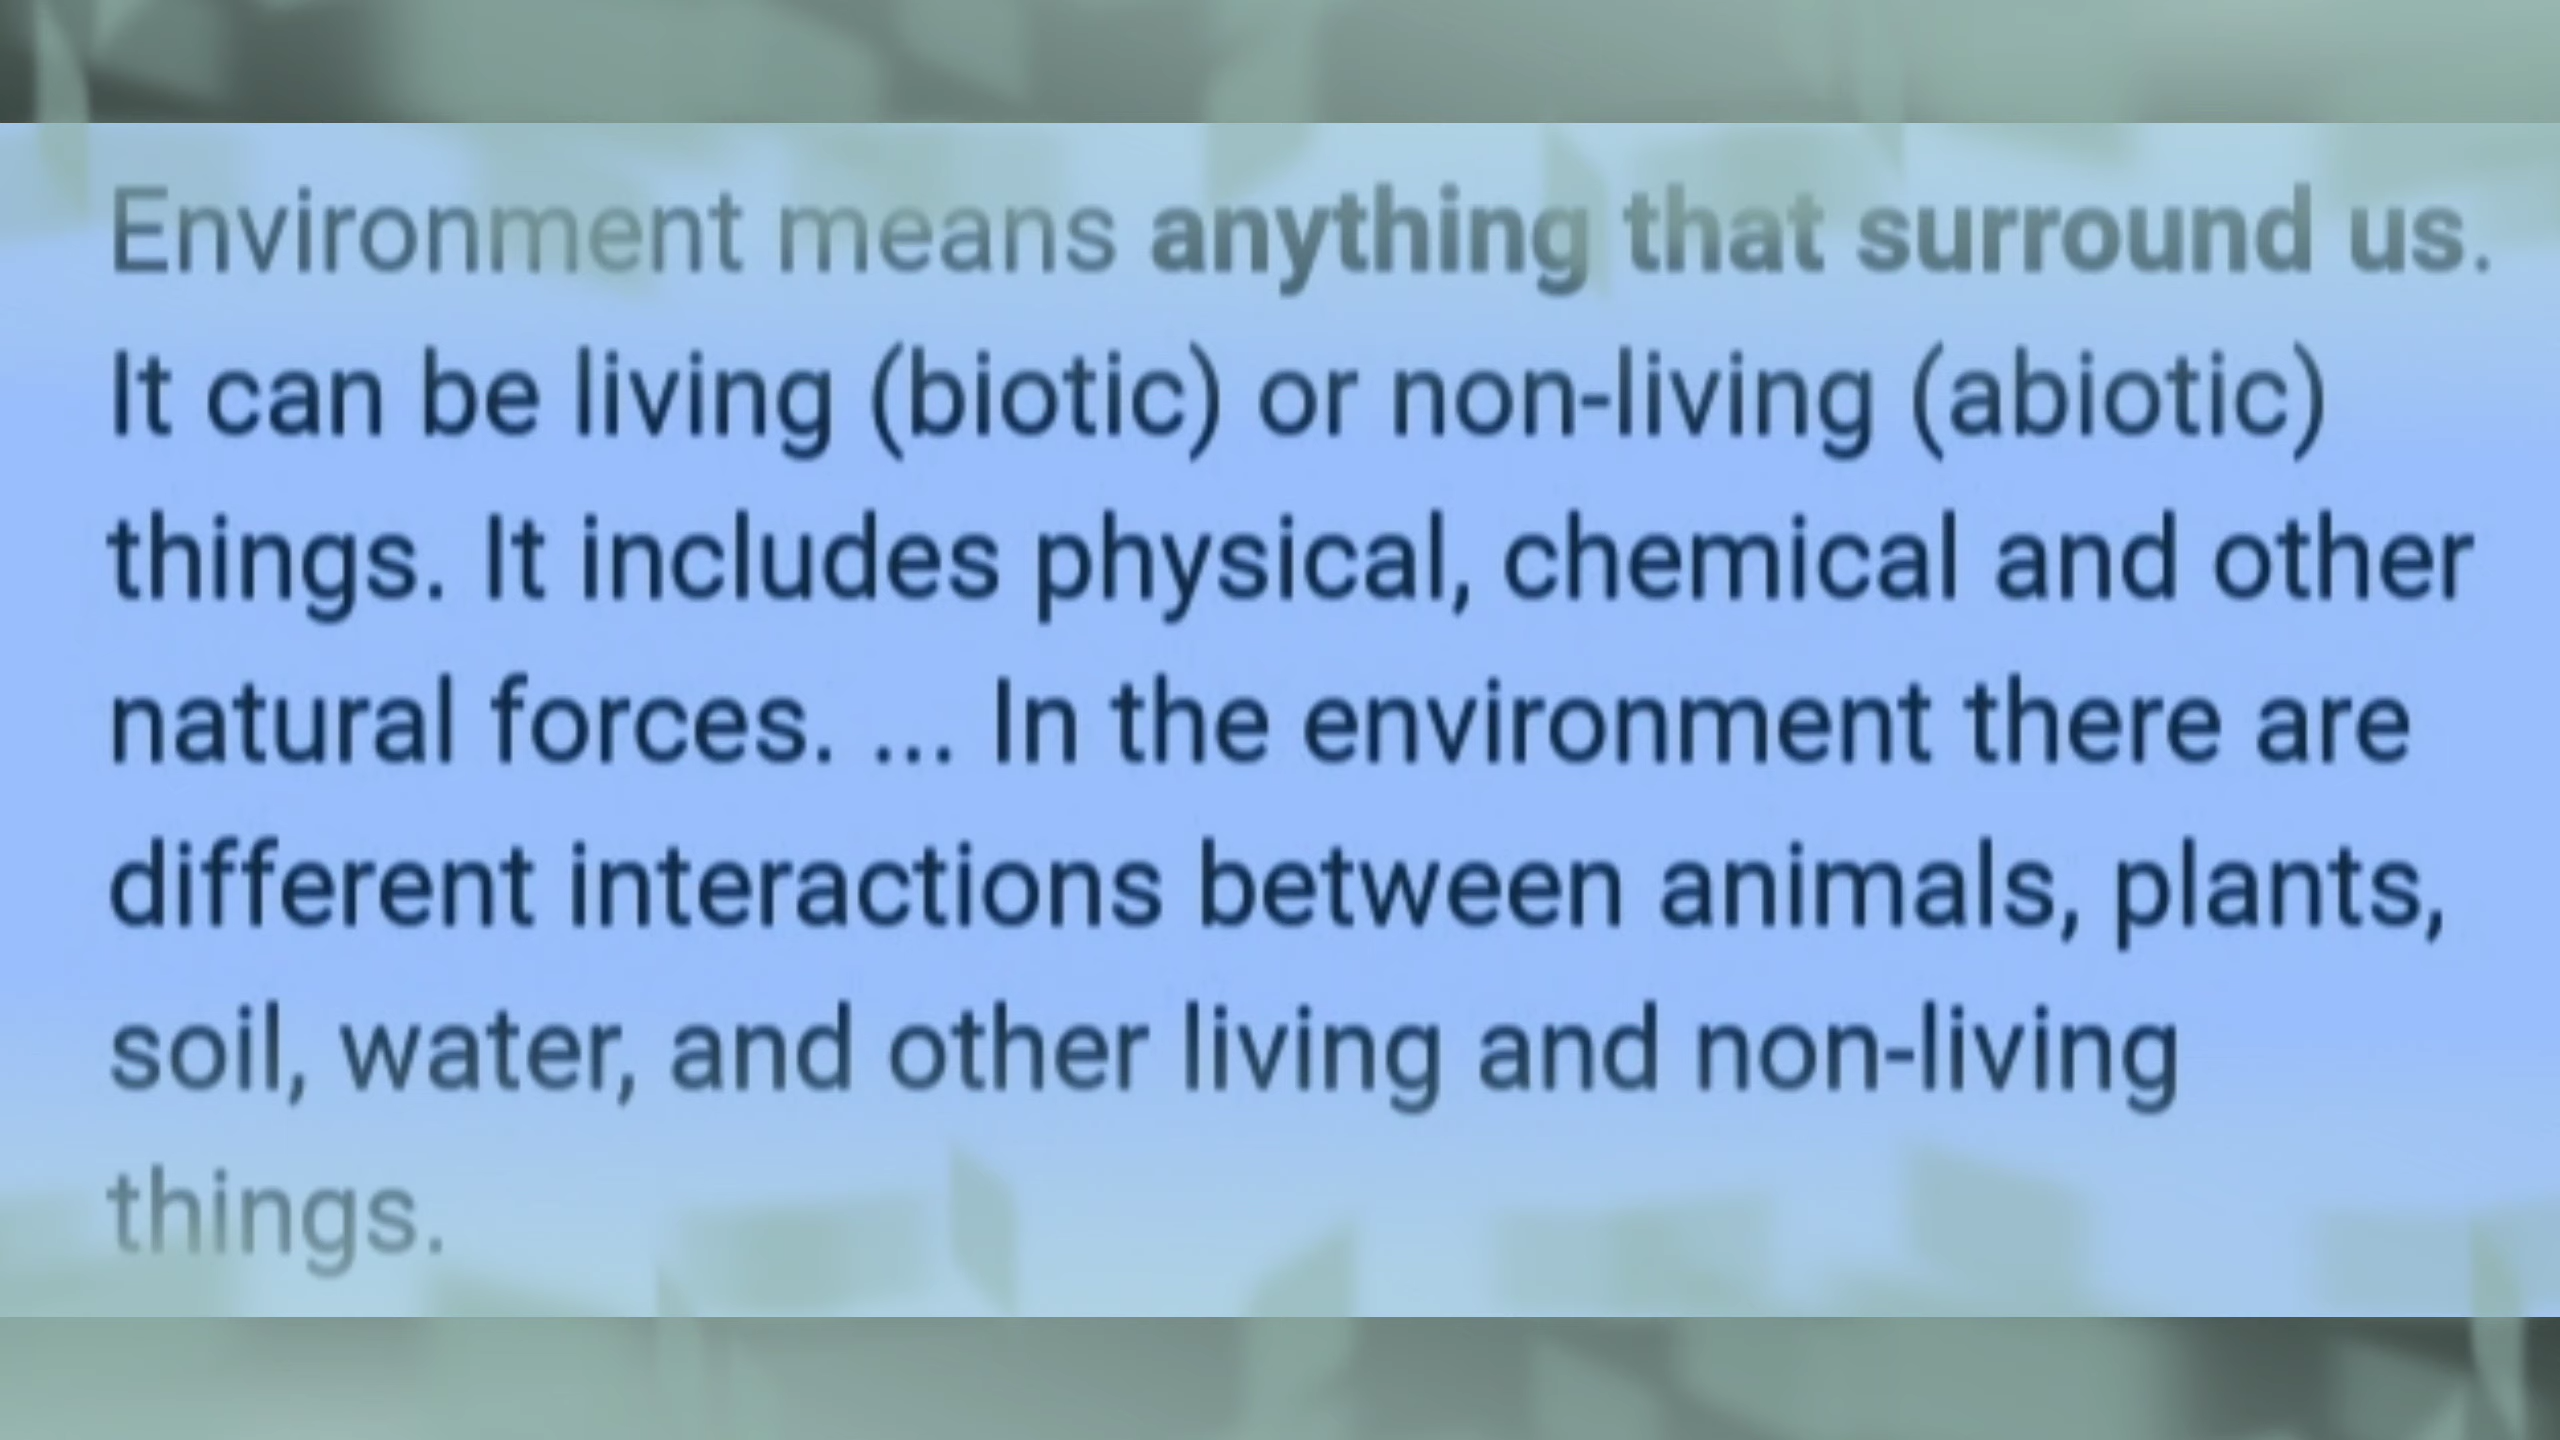 Environment means anything that surround us.
It can be living (biotic) or non-living (abiotic)
things. It includes physical, chemical and other
natural forces. ... In the environment there are
different interactions between animals, plants,
soil, water, and other living and non-living
things.